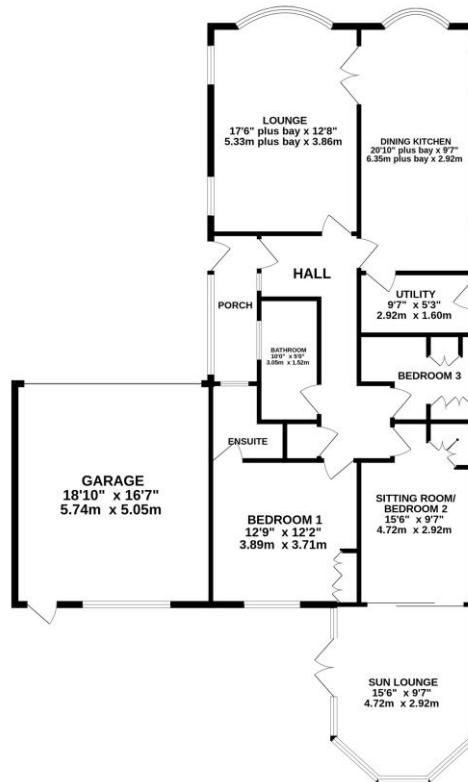 LOUNGE
17'6" plus bay x 12'8"
5.33m plus bay x 3.86m
DINING KITCHEN
20'10" plus bay x 9'7"
6.35m plus bay x 2.92m
HALL
UTILITY
9'7" x 5'3"
2.92m x 1.60m
PORCH
BATHROOM
10'0" x 5'0"
3.05m x 1.52m
BEDROOM 3
ENSUITE
GARAGE
18'10" x 16'7"
5.74m x 5.05m
BEDROOM 1
12'9" x 12'2"
3.89m x 3.71m
SITTING ROOM/
BEDROOM 2
15'6" x 9'7"
4.72m x 2.92m
SUN LOUNGE
15'6" x 9'7"
4.72m x 2.92m